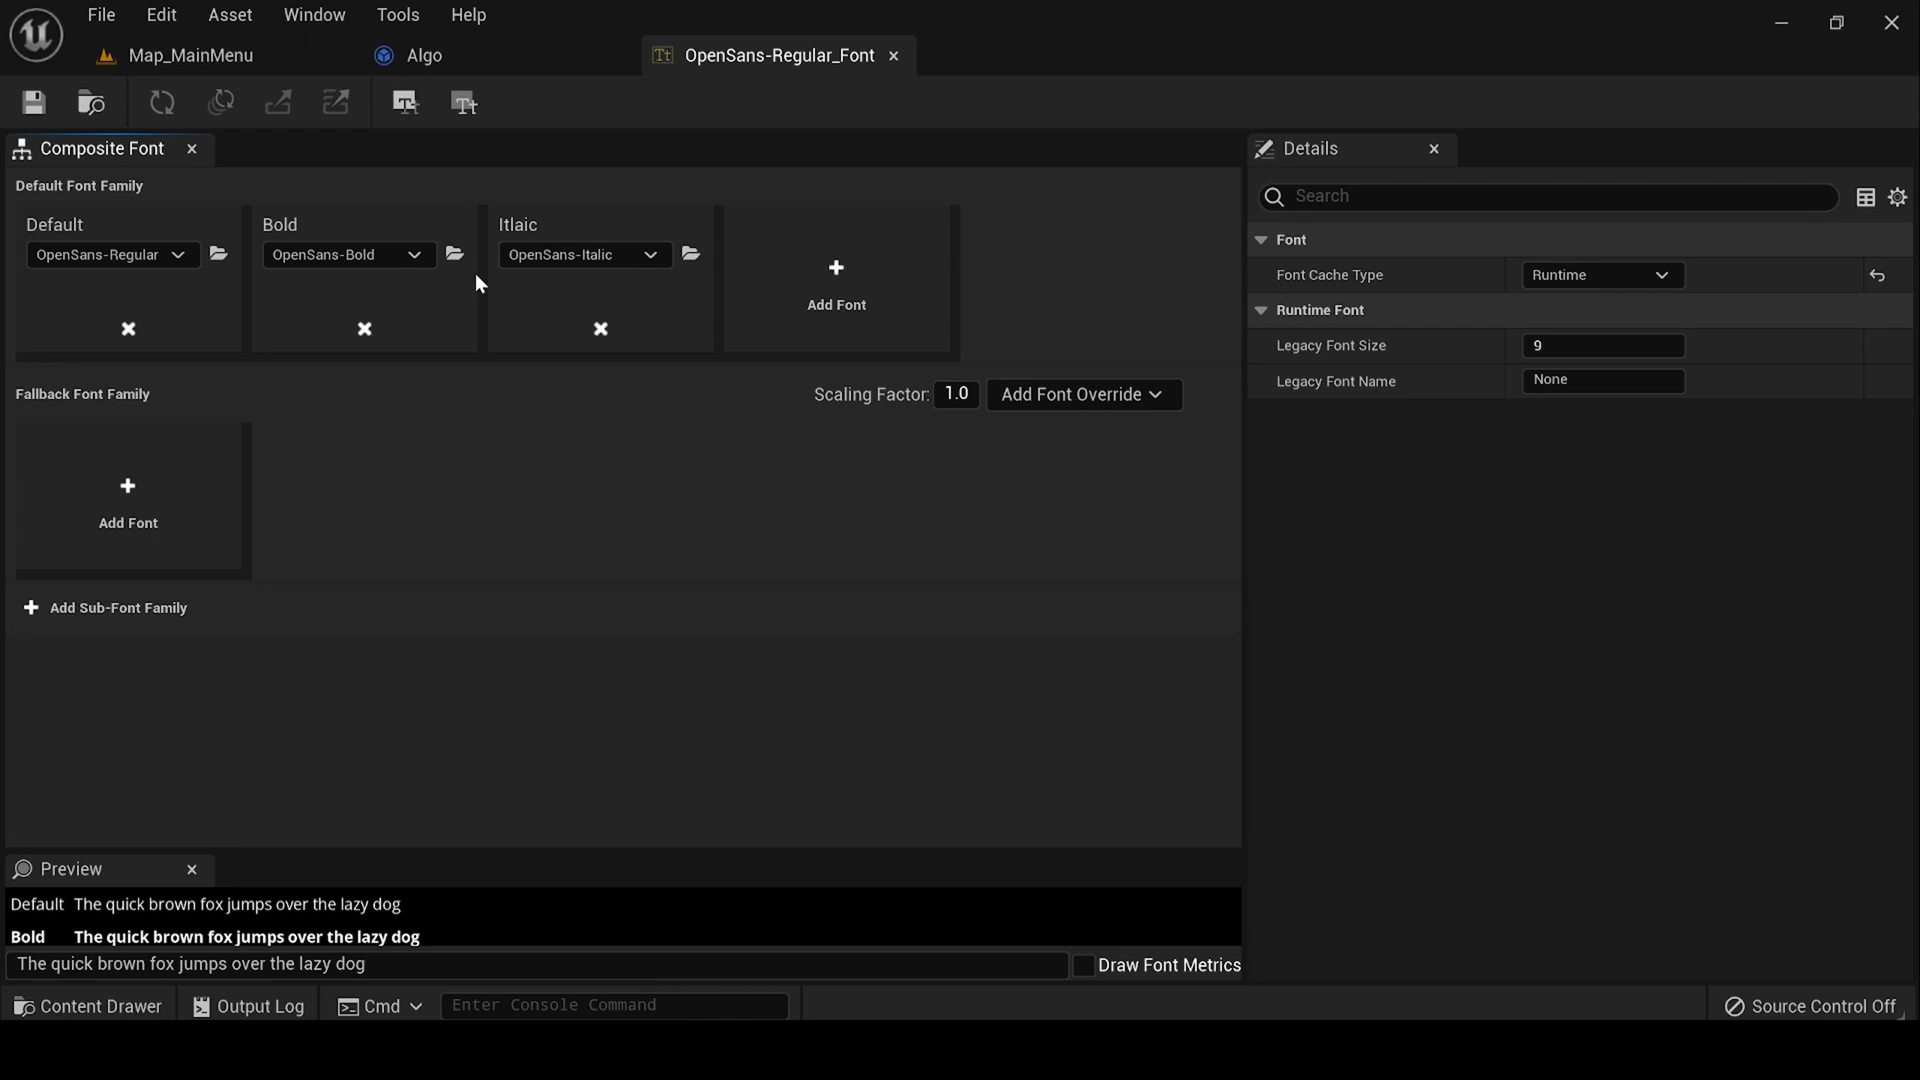 File Edit Asset Window Tools Help
Map_MainMenu Algo OpenSans-Regular_Font
Composite Font
Details
Default Font Family
Search
Default Bold Itlaic
OpenSans-Regular OpenSans-Bold OpenSans-Italic
Add Font
Font
Font Cache Type Runtime
Runtime Font
Legacy Font Size 9
Legacy Font Name None
Fallback Font Family Scaling Factor: 1.0 Add Font Override
Add Font
Add Sub-Font Family
Preview
Default The quick brown fox jumps over the lazy dog
Bold The quick brown fox jumps over the lazy dog
The quick brown fox jumps over the lazy dog Draw Font Metrics
Content Drawer Output Log Cmd Enter Console Command Source Control Off